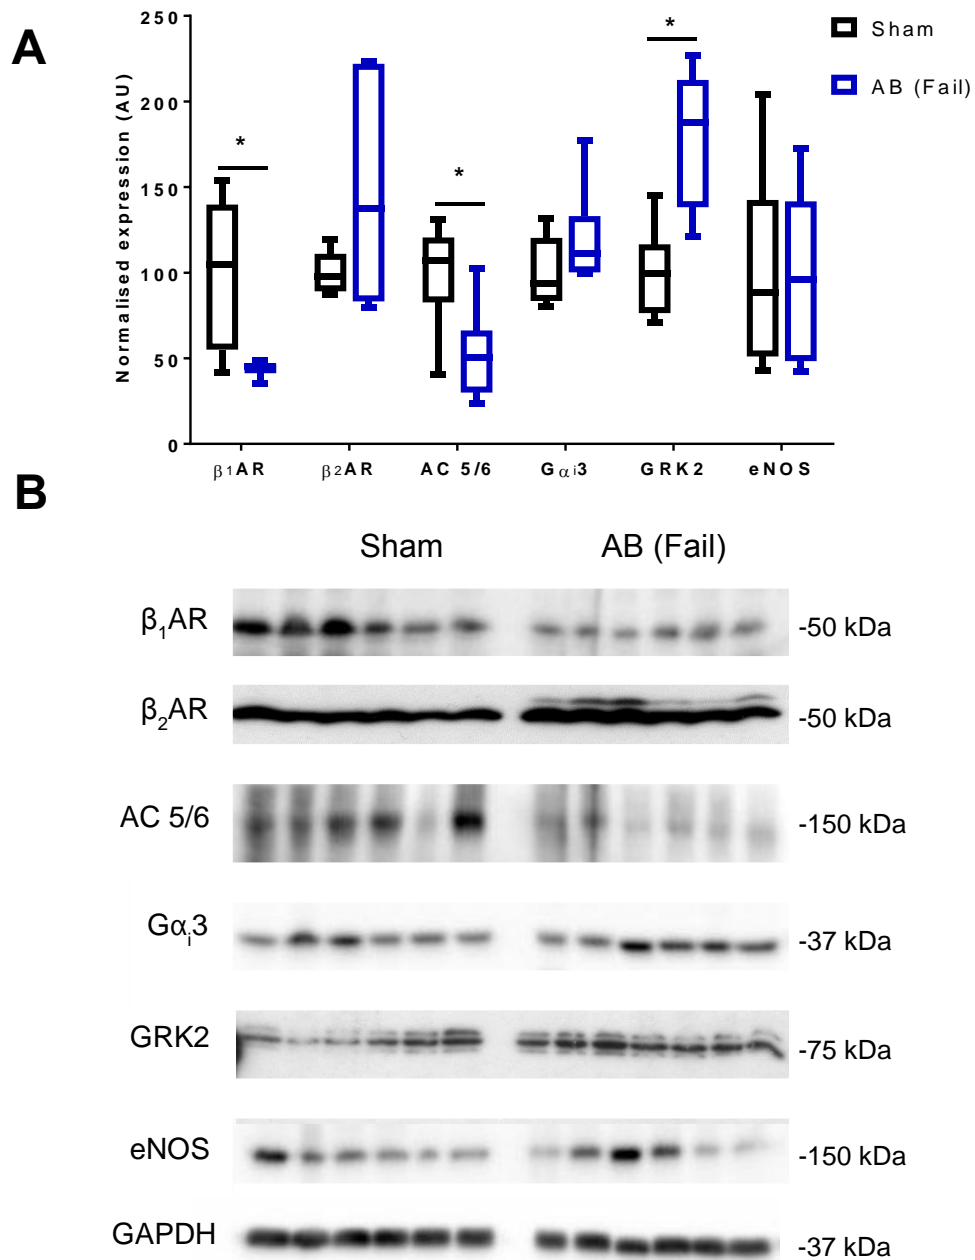 A
Normalised expression (AU)
250
200
150
100
50
0
*
*
*
Sham
AB (Fail)
β1AR β2AR AC 5/6 Gαi3 GRK2 eNOS
B
Sham AB (Fail)
β1AR -50 kDa
β2AR -50 kDa
AC 5/6 -150 kDa
Gαi3 -37 kDa
GRK2 -75 kDa
eNOS -150 kDa
GAPDH -37 kDa